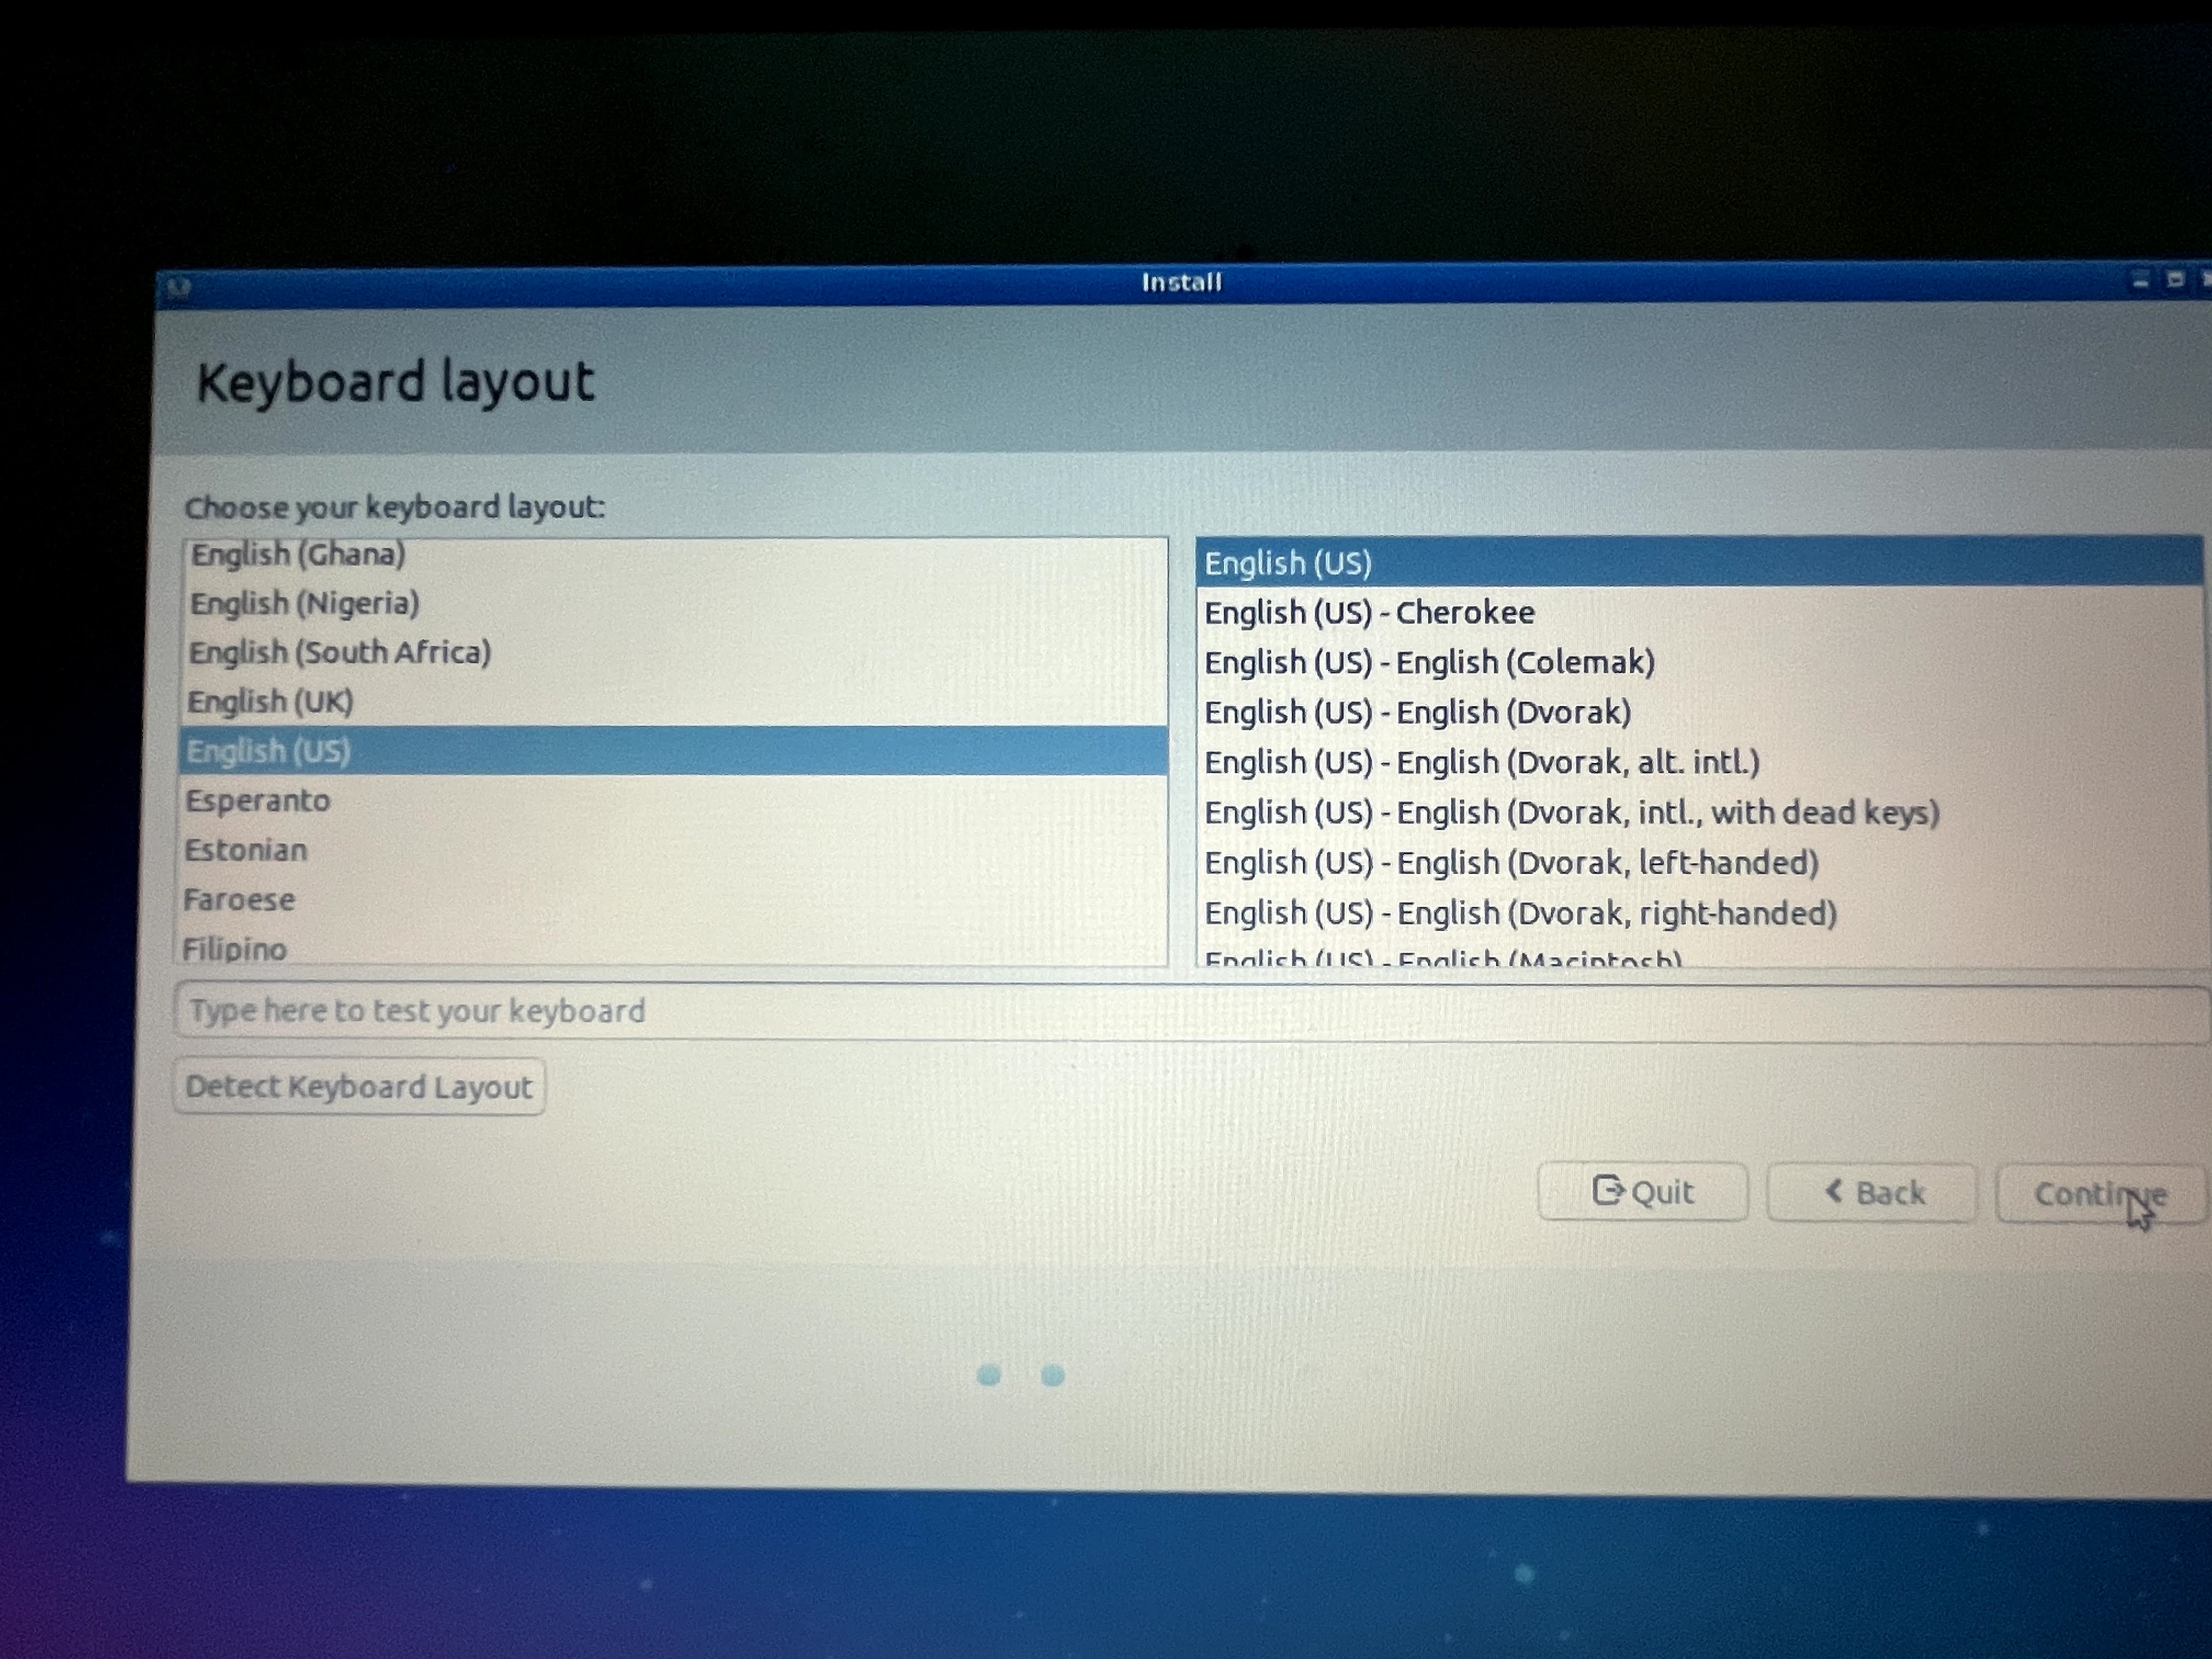 Install
Keyboard layout
Choose your keyboard layout:
English (Ghana)
English (Nigeria)
English (South Africa)
English (UK)
English (US)
Esperanto
Estonian
Faroese
Filipino
English (US)
English (US) - Cherokee
English (US) - English (Colemak)
English (US) - English (Dvorak)
English (US) - English (Dvorak, alt. intl.)
English (US) - English (Dvorak, intl., with dead keys)
English (US) - English (Dvorak, left-handed)
English (US) - English (Dvorak, right-handed)
English (US) - English (Macintosh)
Type here to test your keyboard
Detect Keyboard Layout
Quit
Back
Continue